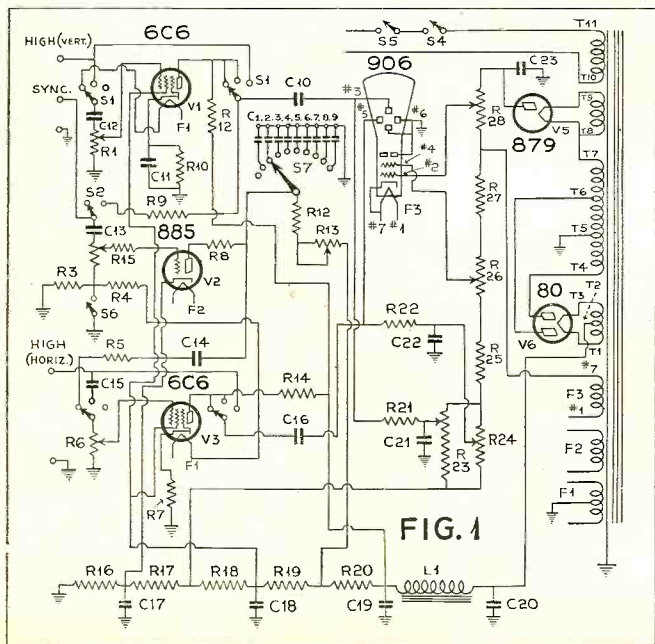 6C6
HIGH (VERT.)
SYNC.
S1
C12
R1
V1
F1
C11
R10
R12
S1
C10
C1, 2, 3, 4, 5, 6, 7, 8, 9
S7
R12
R13
S2
R9
C13
885
R15
R8
V2
F2
R3
R4
S6
HIGH (HORIZ.)
R5
C14
C15
6C6
R6
V3
F1
R7
R14
C16
906
#3
#5
#6
#4
#2
F3
#7
#1
S5
S4
T11
T10
C23
R28
V5
879
T9
T8
T7
T6
T5
T4
R27
R26
R25
80
V6
T3
T2
T1
#7
F3
#1
F2
F1
R22
C22
R21
C21
R23
R24
FIG. 1
R16
R17
R18
R19
R20
L1
C17
C18
C19
C20